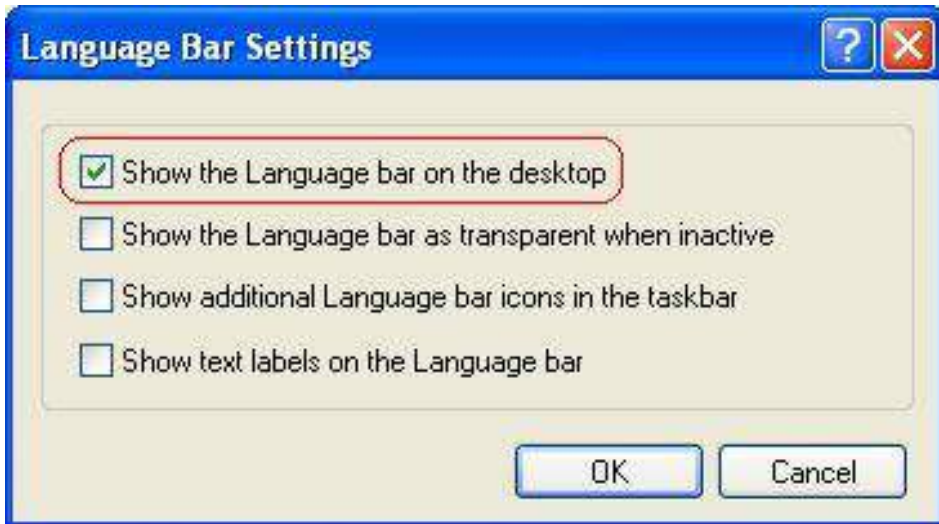 Language Bar Settings
Show the Language bar on the desktop
Show the Language bar as transparent when inactive
Show additional Language bar icons in the taskbar
Show text labels on the Language bar
OK Cancel